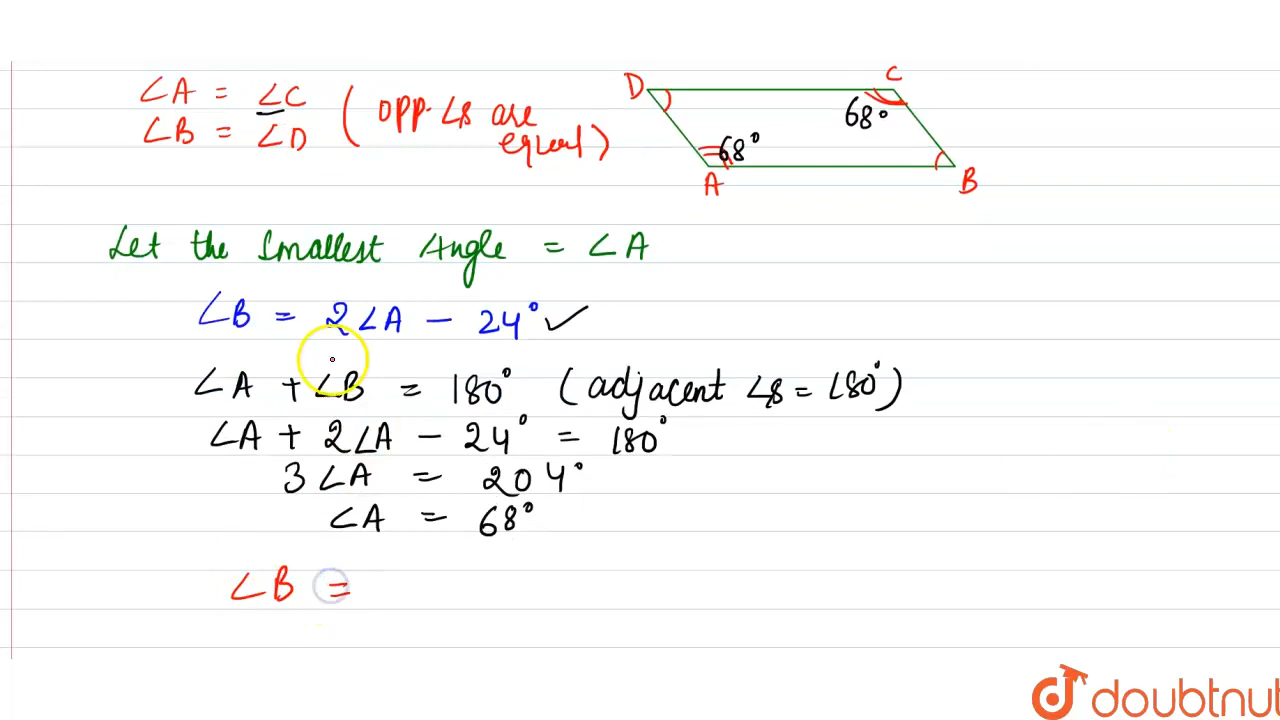 ∠A = ∠C
∠B = ∠D
( opp. ∠s are
equal )
D
C
68°
68°
A
B
Let the Smallest Angle = ∠A
∠B = 2∠A - 24° ✓
∠A + ∠B = 180° (adjacent ∠s = 180°)
∠A + 2∠A - 24° = 180°
3∠A = 204°
∠A = 68°
∠B =
doubtnut